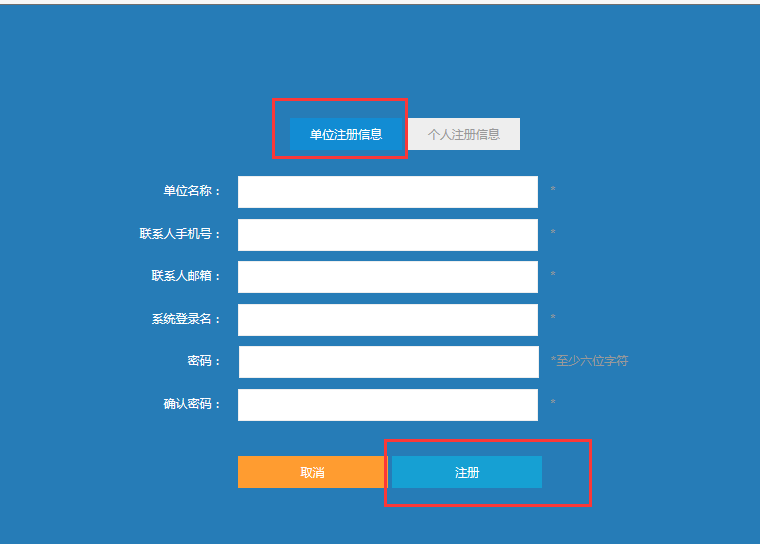 单位注册信息 个人注册信息
单位名称： *
联系人手机号： *
联系人邮箱： *
系统登录名： *
密码： *至少六位字符
确认密码： *
取消 注册